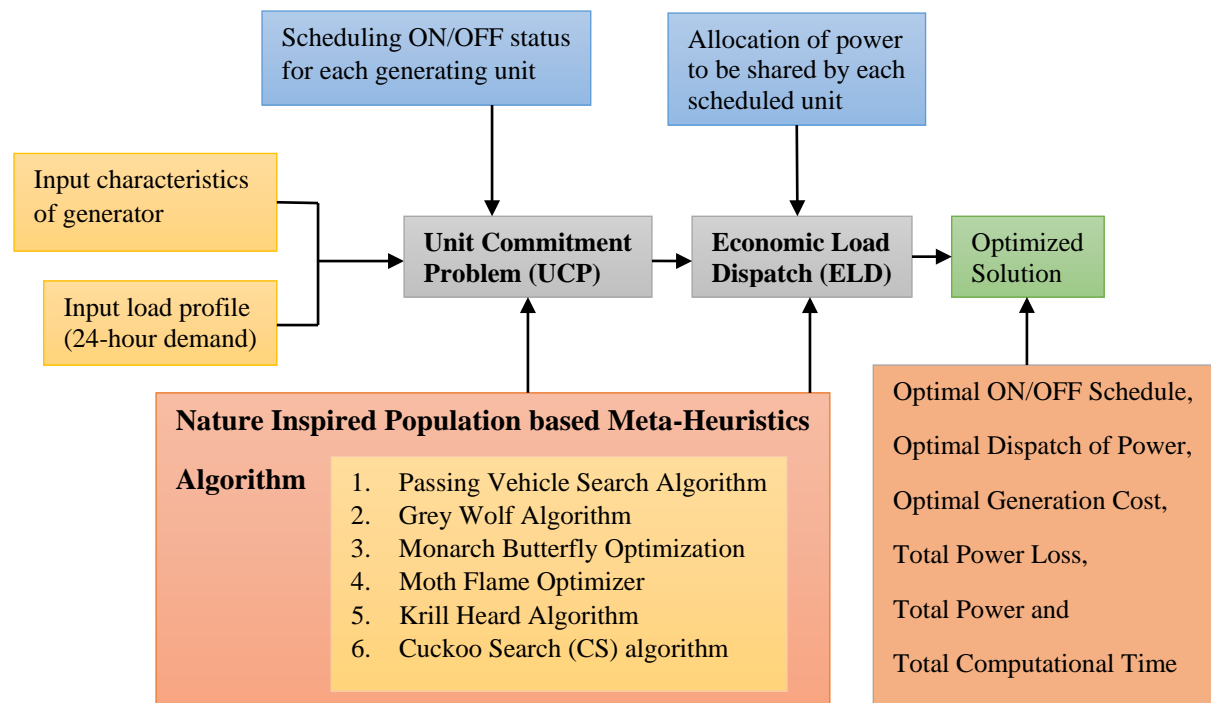 Scheduling ON/OFF status
for each generating unit
Allocation of power
to be shared by each
scheduled unit
Input characteristics
of generator
Input load profile
(24-hour demand)
Unit Commitment
Problem (UCP)
Economic Load
Dispatch (ELD)
Optimized
Solution
Nature Inspired Population based Meta-Heuristics
Algorithm
1. Passing Vehicle Search Algorithm
2. Grey Wolf Algorithm
3. Monarch Butterfly Optimization
4. Moth Flame Optimizer
5. Krill Heard Algorithm
6. Cuckoo Search (CS) algorithm
Optimal ON/OFF Schedule,
Optimal Dispatch of Power,
Optimal Generation Cost,
Total Power Loss,
Total Power and
Total Computational Time